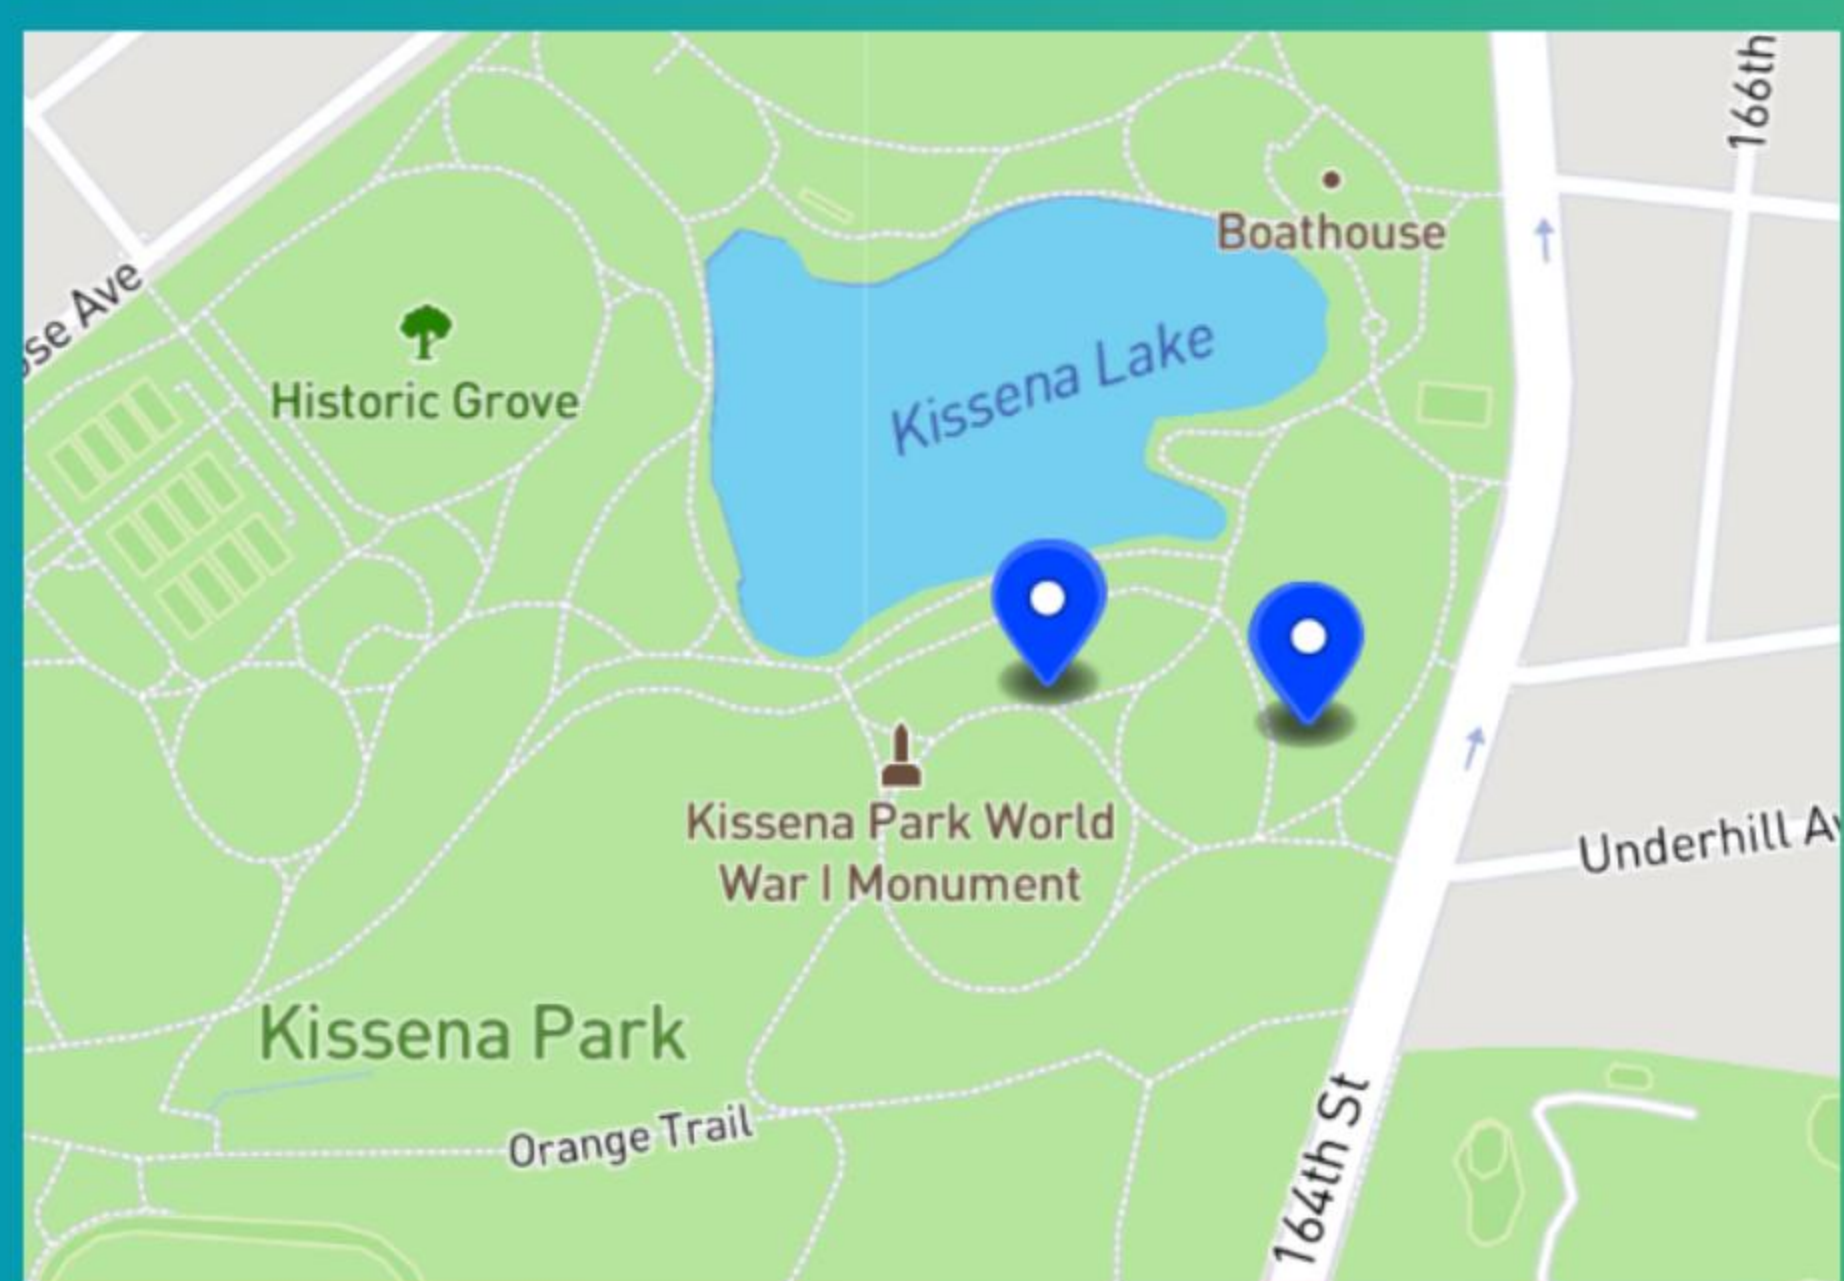 166th
Boathouse
se Ave
Historic Grove
Kissena Lake
Kissena Park World
War I Monument
Underhill Av
Kissena Park
Orange Trail
164th St